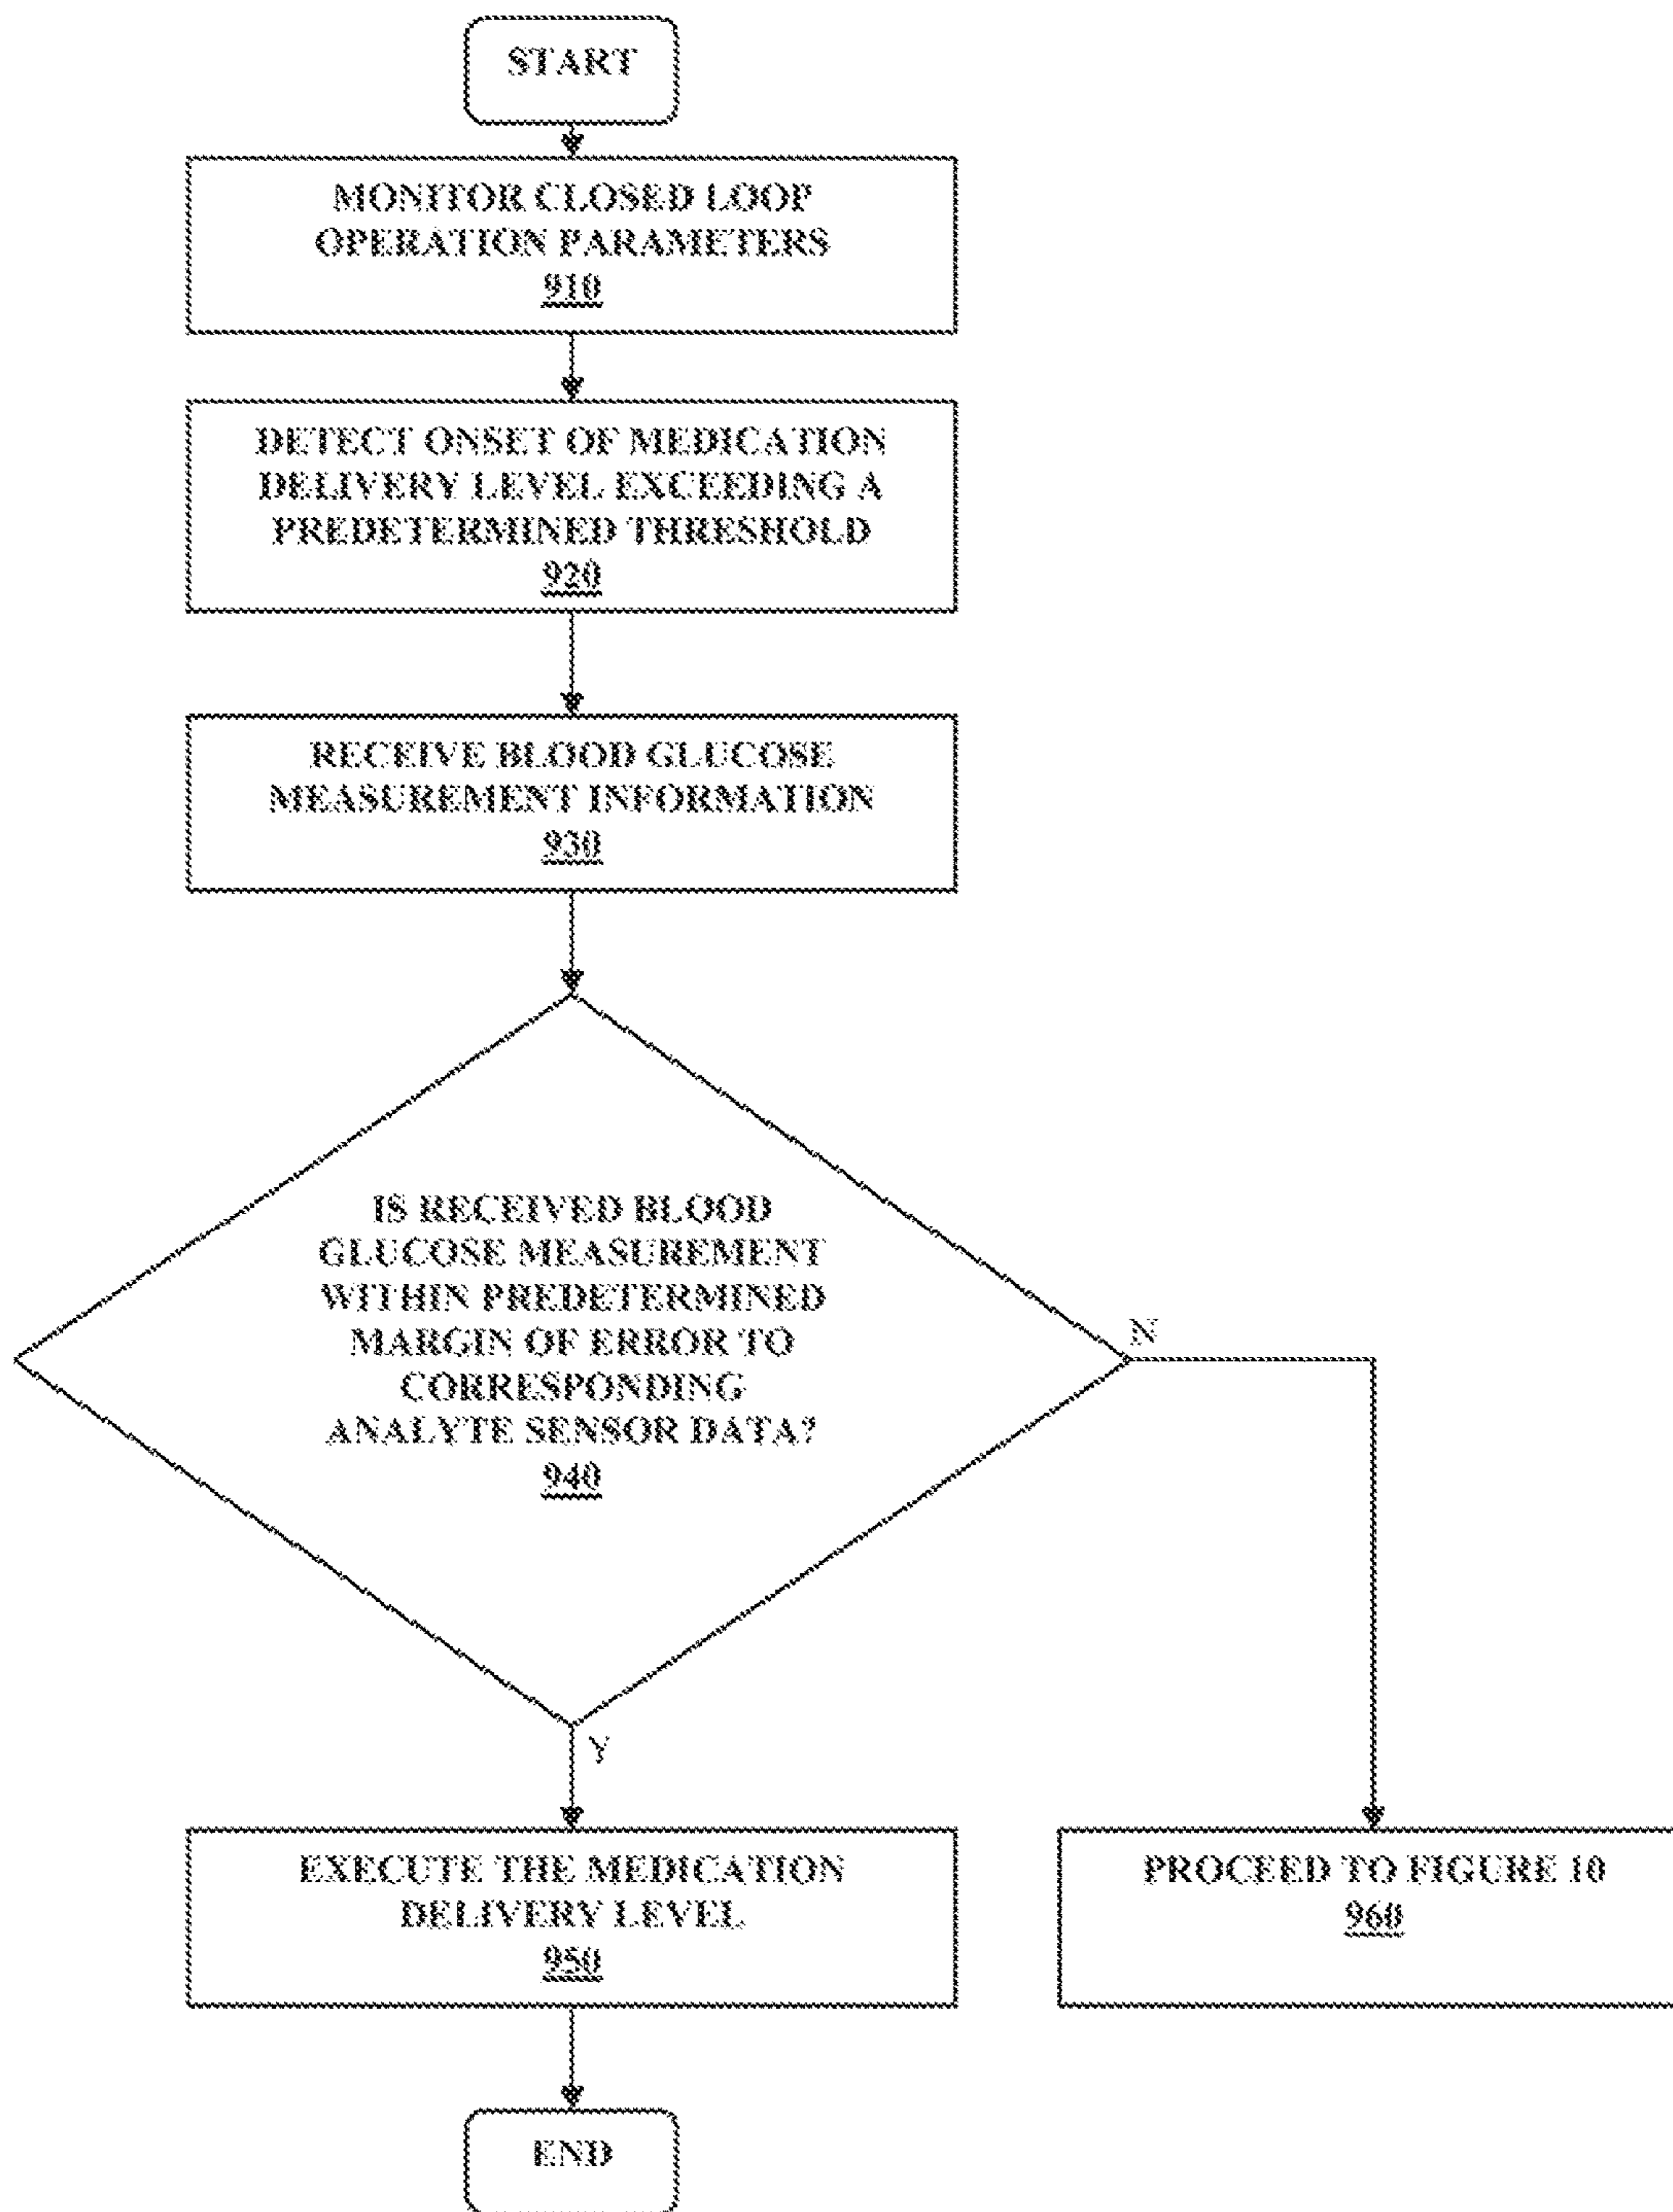 START
MONITOR CLOSED LOOP
OPERATION PARAMETERS
910
DETECT ONSET OF MEDICATION
DELIVERY LEVEL EXCEEDING A
PREDETERMINED THRESHOLD
920
RECEIVE BLOOD GLUCOSE
MEASUREMENT INFORMATION
930
IS RECEIVED BLOOD
GLUCOSE MEASUREMENT
WITHIN PREDETERMINED
MARGIN OF ERROR TO
CORRESPONDING
ANALYTE SENSOR DATA?
940
N
Y
EXECUTE THE MEDICATION
DELIVERY LEVEL
950
PROCEED TO FIGURE 10
960
END